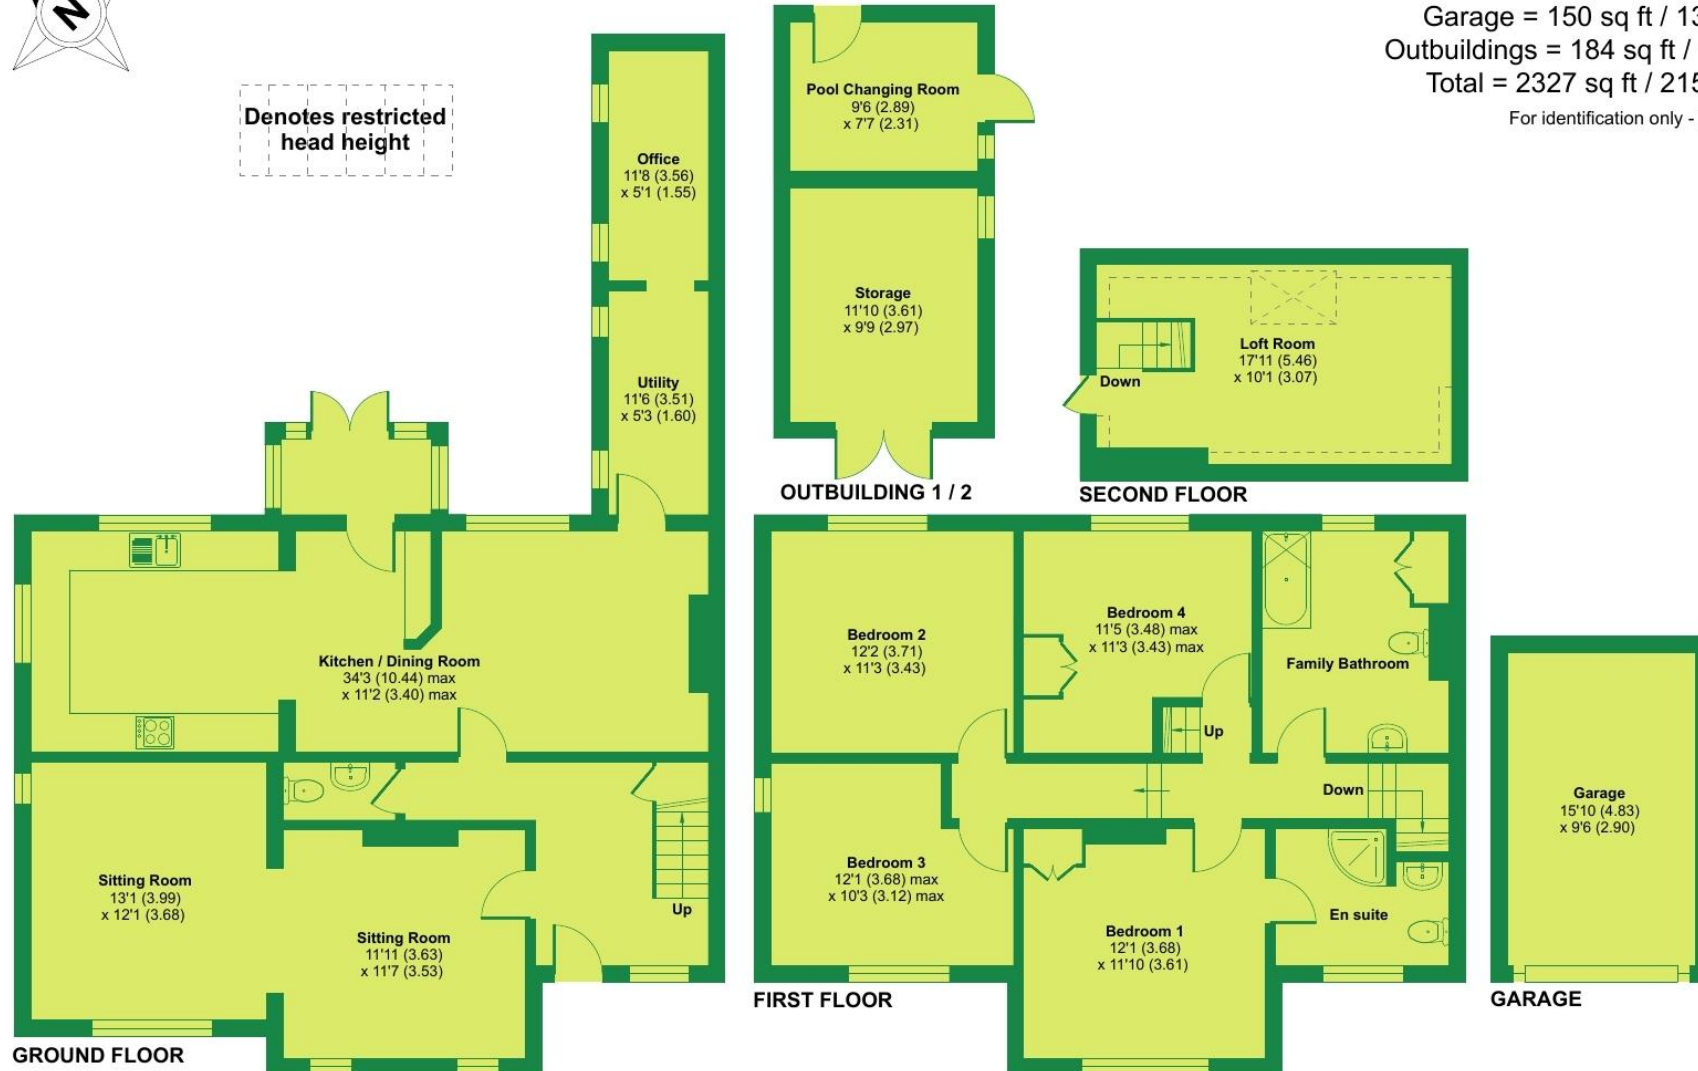 N
Garage = 150 sq ft / 13
Outbuildings = 184 sq ft /
Total = 2327 sq ft / 215
For identification only -
Denotes restricted
head height
Office
11'8 (3.56)
x 5'1 (1.55)
Utility
11'6 (3.51)
x 5'3 (1.60)
Kitchen / Dining Room
34'3 (10.44) max
x 11'2 (3.40) max
Sitting Room
13'1 (3.99)
x 12'1 (3.68)
Sitting Room
11'11 (3.63)
x 11'7 (3.53)
Up
GROUND FLOOR
Pool Changing Room
9'6 (2.89)
x 7'7 (2.31)
Storage
11'10 (3.61)
x 9'9 (2.97)
OUTBUILDING 1 / 2
Loft Room
17'11 (5.46)
x 10'1 (3.07)
Down
SECOND FLOOR
Bedroom 2
12'2 (3.71)
x 11'3 (3.43)
Bedroom 4
11'5 (3.48) max
x 11'3 (3.43) max
Family Bathroom
Up
Down
Bedroom 3
12'1 (3.68) max
x 10'3 (3.12) max
Bedroom 1
12'1 (3.68)
x 11'10 (3.61)
En suite
FIRST FLOOR
Garage
15'10 (4.83)
x 9'6 (2.90)
GARAGE